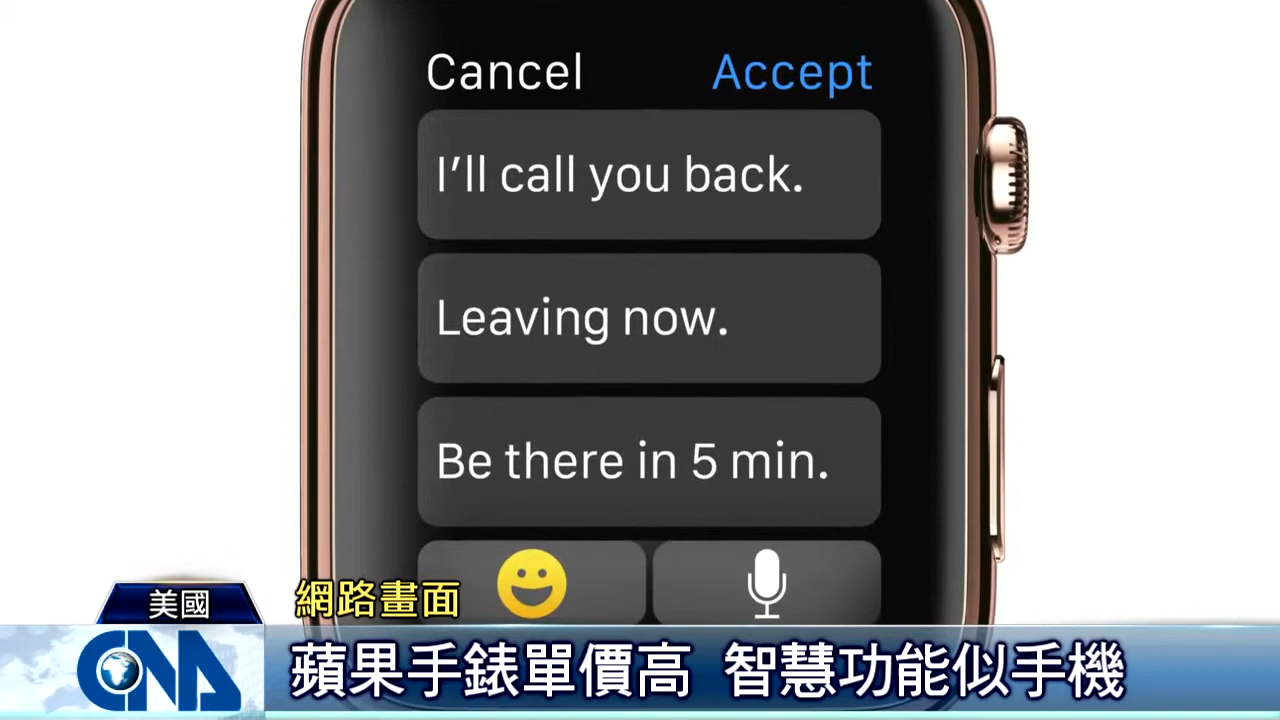 Cancel Accept
I'll call you back.
Leaving now.
Be there in 5 min.
美國
網路畫面
CNA
蘋果手錶單價高 智慧功能似手機